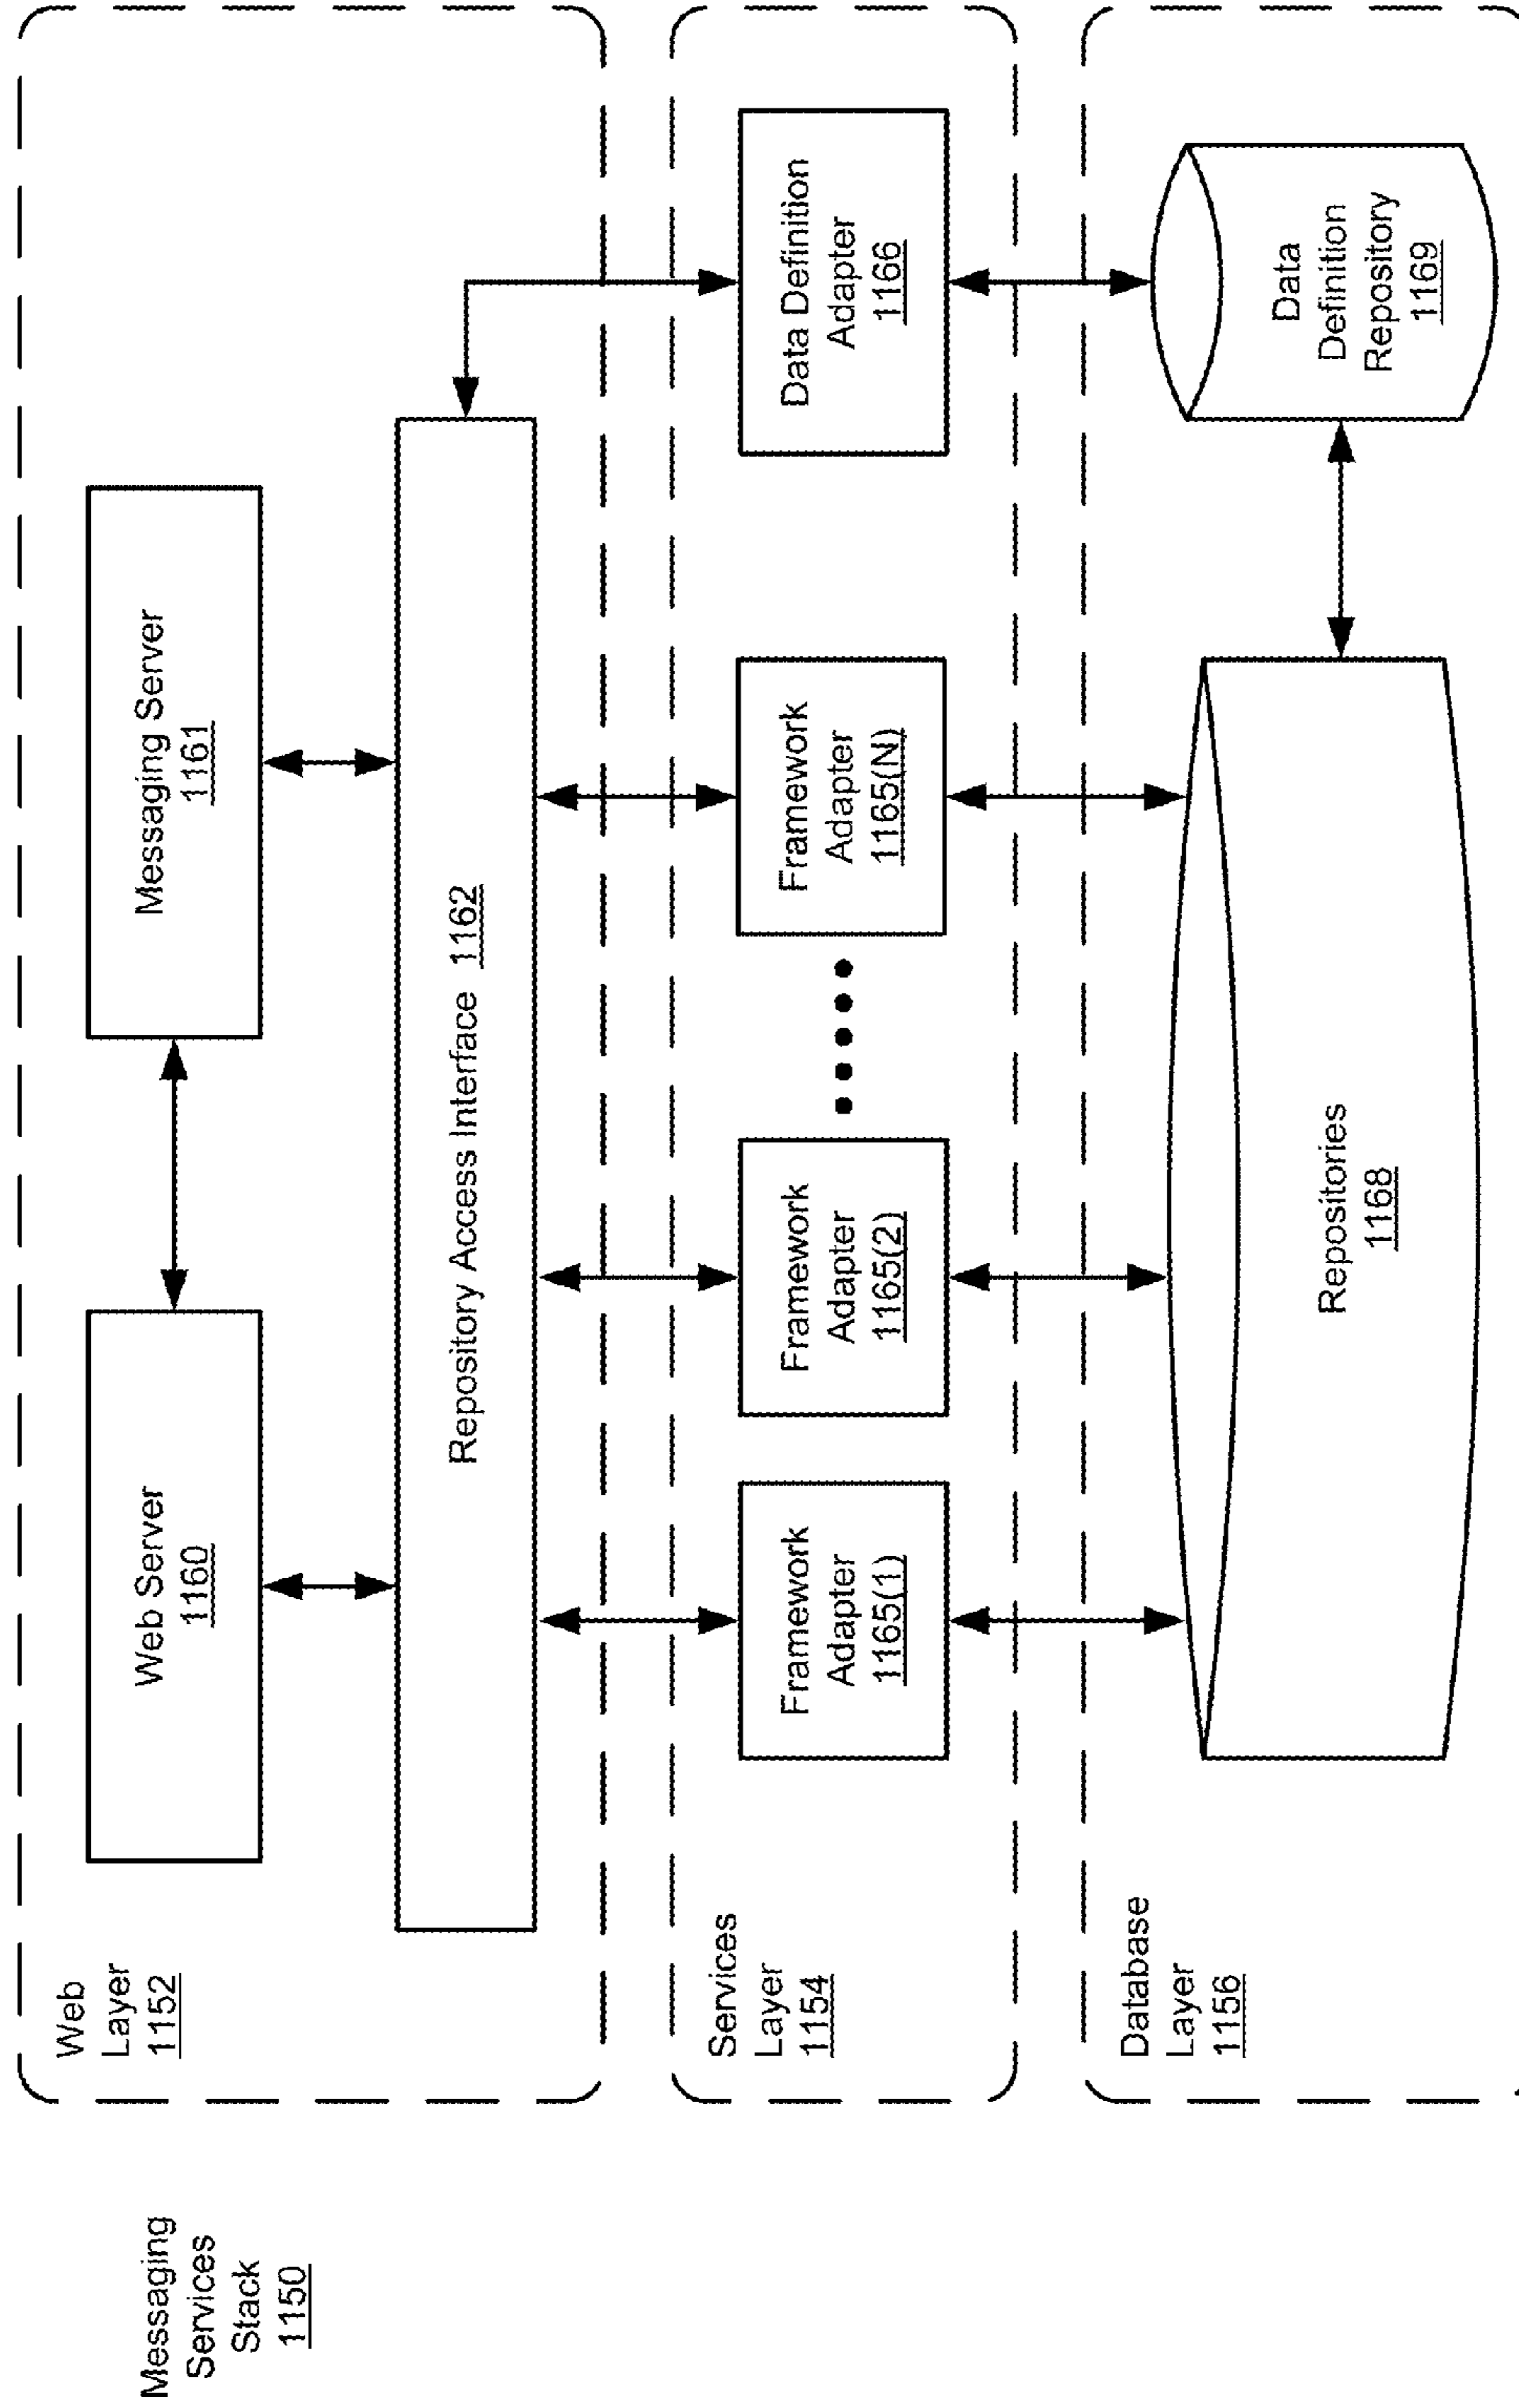 Messaging
Services
Stack
1150
Web
Layer
1152
Web Server
1160
Messaging Server
1161
Repository Access Interface 1162
Services
Layer
1154
Framework
Adapter
1165(1)
Framework
Adapter
1165(2)
Framework
Adapter
1165(N)
Data Definition
Adapter
1166
Database
Layer
1156
Repositories
1168
Data
Definition
Repository
1169